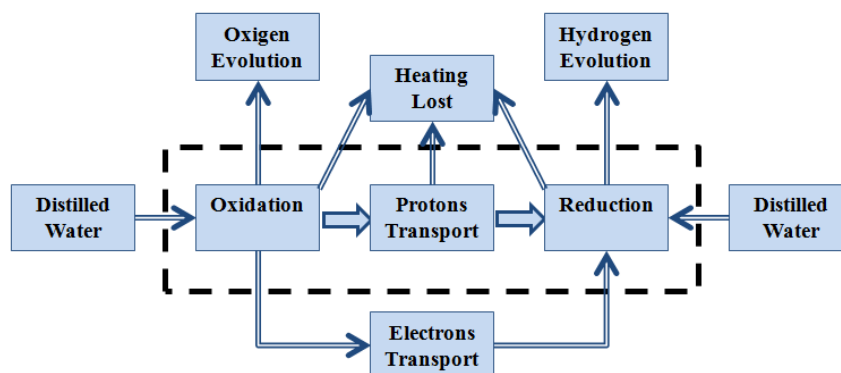 Oxigen
Evolution
Hydrogen
Evolution
Heating
Lost
Distilled
Water
Oxidation
Protons
Transport
Reduction
Distilled
Water
Electrons
Transport